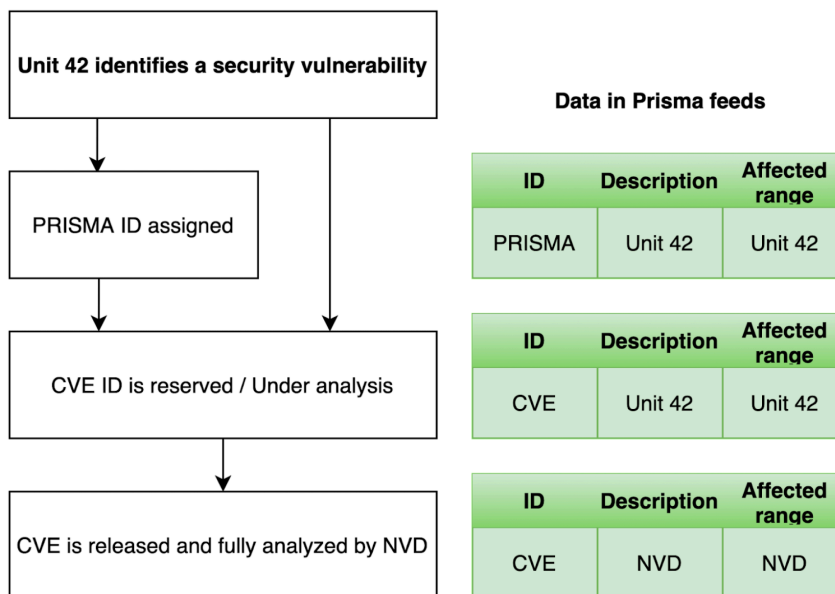 Unit 42 identifies a security vulnerability
Data in Prisma feeds
PRISMA ID assigned
ID Description Affected range
PRISMA Unit 42 Unit 42
CVE ID is reserved / Under analysis
ID Description Affected range
CVE Unit 42 Unit 42
CVE is released and fully analyzed by NVD
ID Description Affected range
CVE NVD NVD